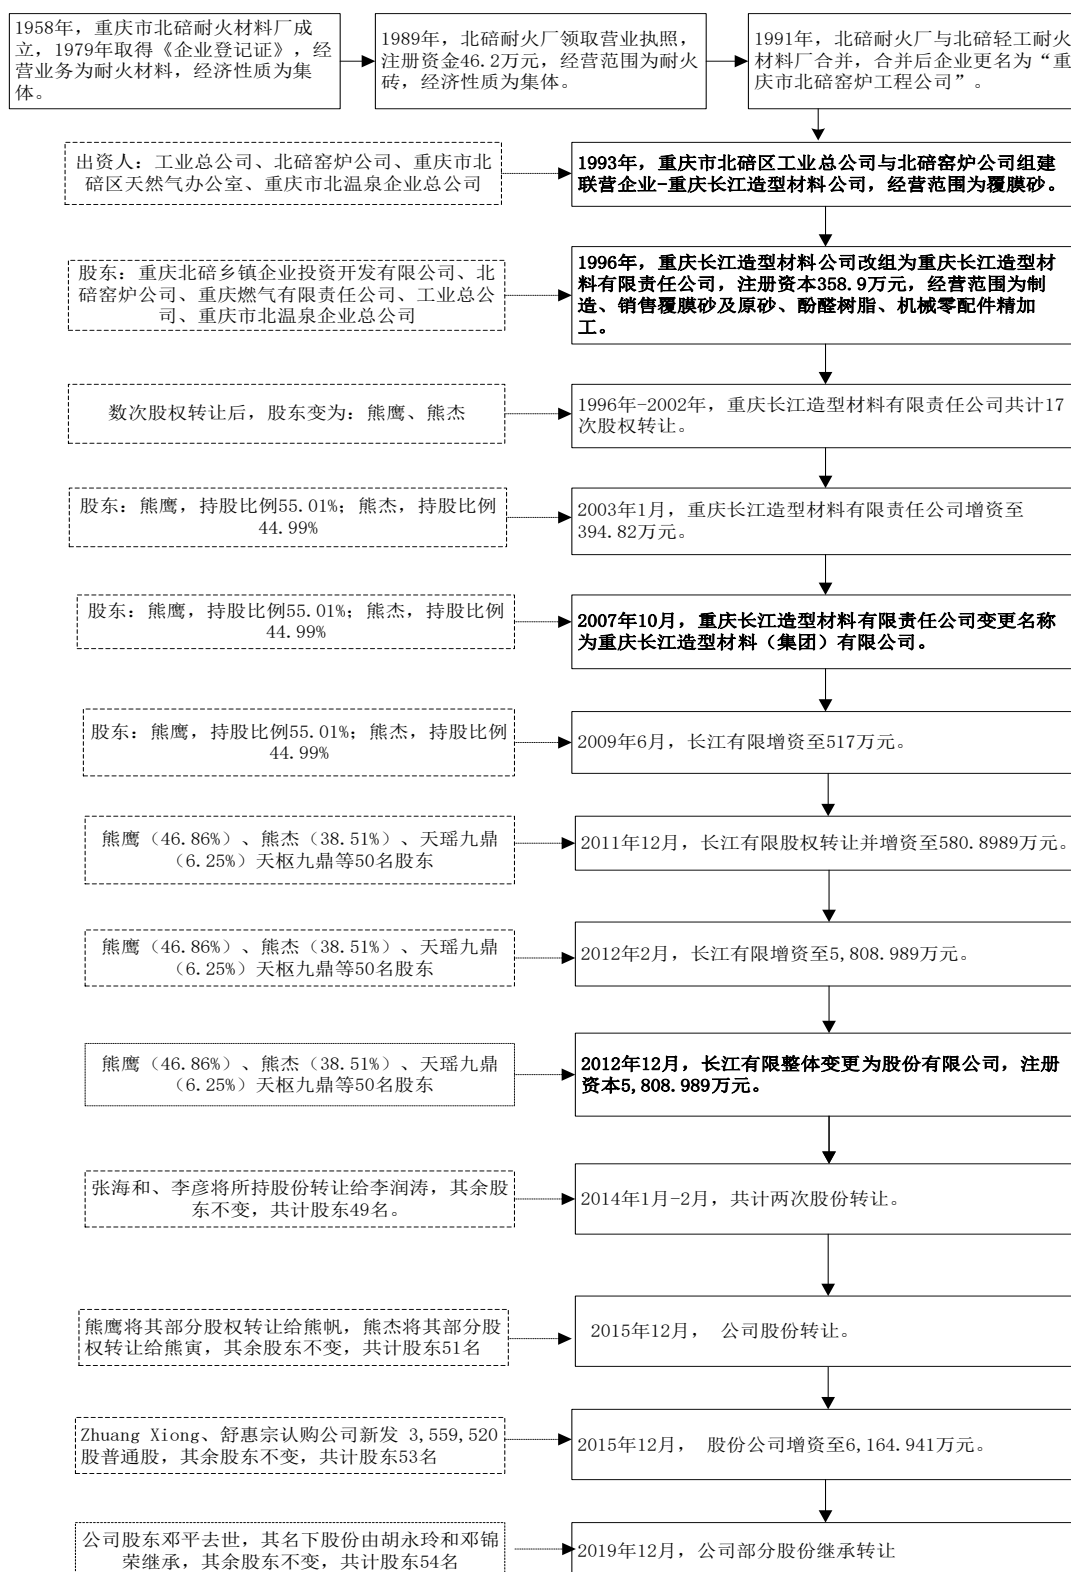 1958年，重庆市北碚耐火材料厂成
立，1979年取得《企业登记证》，经
营业务为耐火材料，经济性质为集
体。
1989年，北碚耐火厂领取营业执照，
注册资金46.2万元，经营范围为耐火
砖，经济性质为集体。
1991年，北碚耐火厂与北碚轻工耐火
材料厂合并，合并后企业更名为“重
庆市北碚窑炉工程公司”。
出资人：工业总公司、北碚窑炉公司、重庆市北
碚区天然气办公室、重庆市北温泉企业总公司
1993年，重庆市北碚区工业总公司与北碚窑炉公司组建
联营企业-重庆长江造型材料公司，经营范围为覆膜砂。
股东：重庆北碚乡镇企业投资开发有限公司、北
碚窑炉公司、重庆燃气有限责任公司、工业总公
司、重庆市北温泉企业总公司
1996年，重庆长江造型材料公司改组为重庆长江造型材
料有限责任公司，注册资本358.9万元，经营范围为制
造、销售覆膜砂及原砂、酚醛树脂、机械零配件精加
工。
数次股权转让后，股东变为：熊鹰、熊杰
1996年-2002年，重庆长江造型材料有限责任公司共计17
次股权转让。
股东：熊鹰，持股比例55.01%；熊杰，持股比例
44.99%
2003年1月，重庆长江造型材料有限责任公司增资至
394.82万元。
股东：熊鹰，持股比例55.01%；熊杰，持股比例
44.99%
2007年10月，重庆长江造型材料有限责任公司变更名称
为重庆长江造型材料（集团）有限公司。
股东：熊鹰，持股比例55.01%；熊杰，持股比例
44.99%
2009年6月，长江有限增资至517万元。
熊鹰（46.86%）、熊杰（38.51%）、天瑶九鼎
（6.25%）天枢九鼎等50名股东
2011年12月，长江有限股权转让并增资至580.8989万元。
熊鹰（46.86%）、熊杰（38.51%）、天瑶九鼎
（6.25%）天枢九鼎等50名股东
2012年2月，长江有限增资至5,808.989万元。
熊鹰（46.86%）、熊杰（38.51%）、天瑶九鼎
（6.25%）天枢九鼎等50名股东
2012年12月，长江有限整体变更为股份有限公司，注册
资本5,808.989万元。
张海和、李彦将所持股份转让给李润涛，其余股
东不变，共计股东49名。
2014年1月-2月，共计两次股份转让。
熊鹰将其部分股权转让给熊帆，熊杰将其部分股
权转让给熊寅，其余股东不变，共计股东51名
2015年12月， 公司股份转让。
Zhuang Xiong、舒惠宗认购公司新发 3,559,520
股普通股，其余股东不变，共计股东53名
2015年12月， 股份公司增资至6,164.941万元。
公司股东邓平去世，其名下股份由胡永玲和邓锦
荣继承，其余股东不变，共计股东54名
2019年12月，公司部分股份继承转让